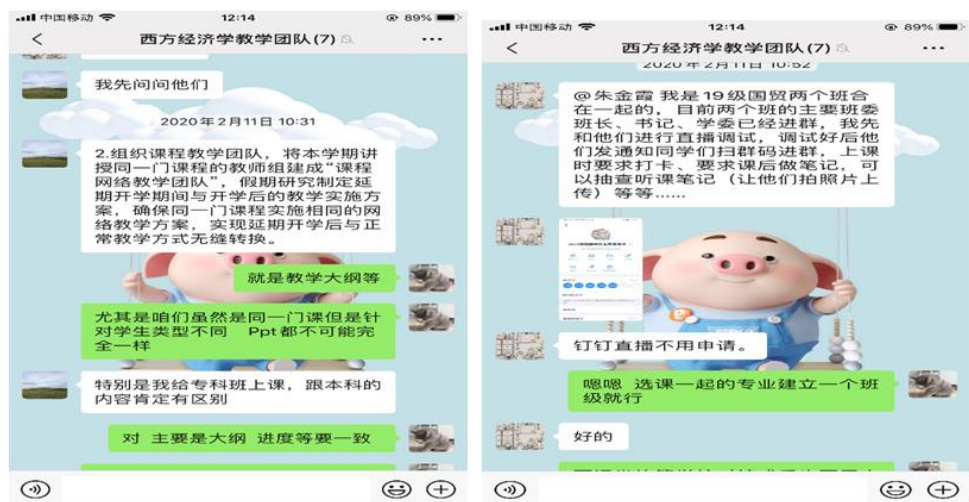 中国移动
12:14
89%
西方经济学教学团队(7)
我先问问他们
2020年2月11日 10:31
2.组织课程教学团队，将本学期讲
授同一门课程的教师组建成“课程
网络教学团队”，假期研究制定延
期开学期间与开学后的教学实施方
案，确保同一门课程实施相同的网
络教学方案，实现延期开学后与正
常教学方式无缝转换。
就是教学大纲等
尤其是咱们虽然是同一门课但是针
对学生类型不同 Ppt都不可能完
全一样
特别是我给专科班上课，跟本科的
内容肯定有区别
对 主要是大纲 进度等要一致
中国移动
12:14
89%
西方经济学教学团队(7)
2020年2月11日 10:52
@朱金霞 我是19级国贸两个班合
在一起的，目前两个班的主要班委
班长、书记、学委已经进群，我先
和他们进行直播调试，调试好后他
们发通知同学们扫群码进群，上课
时要求打卡、要求课后做笔记，可
以抽查听课笔记（让他们拍照片上
传）等等……
钉钉直播不用申请。
嗯嗯 选课一起的专业建立一个班
级就行
好的